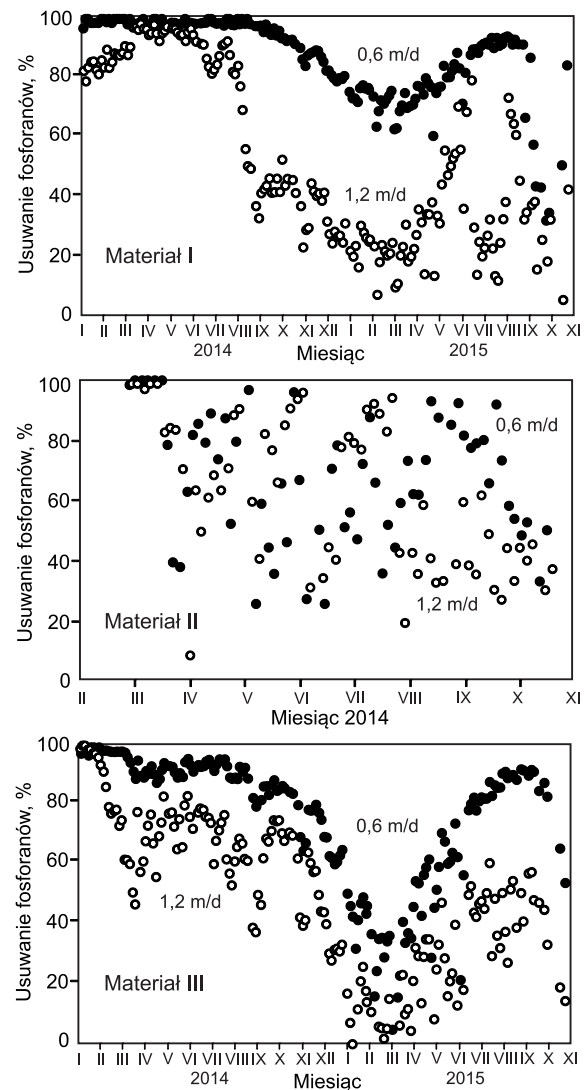 100
80
60
40
20
0
Usuwanie fosforanów, %
0,6 m/d
1,2 m/d
Materiał I
I II III IV V VI VII VIII IX X XI XII I II III IV V VI VII VIII IX X XI
2014 Miesiąc 2015
100
80
60
40
20
0
Usuwanie fosforanów, %
0,6 m/d
1,2 m/d
Materiał II
II III IV V VI VII VIII IX X XI
Miesiąc 2014
100
80
60
40
20
0
Usuwanie fosforanów, %
0,6 m/d
1,2 m/d
Materiał III
I II III IV V VI VII VIII IX X XI XII I II III IV V VI VII VIII IX X XI
2014 Miesiąc 2015